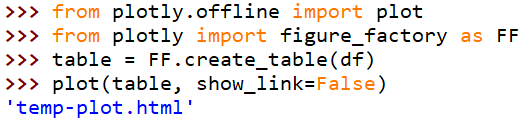 >>> from plotly.offline import plot
>>> from plotly import figure_factory as FF
>>> table = FF.create_table(df)
>>> plot(table, show_link=False)
'temp-plot.html'